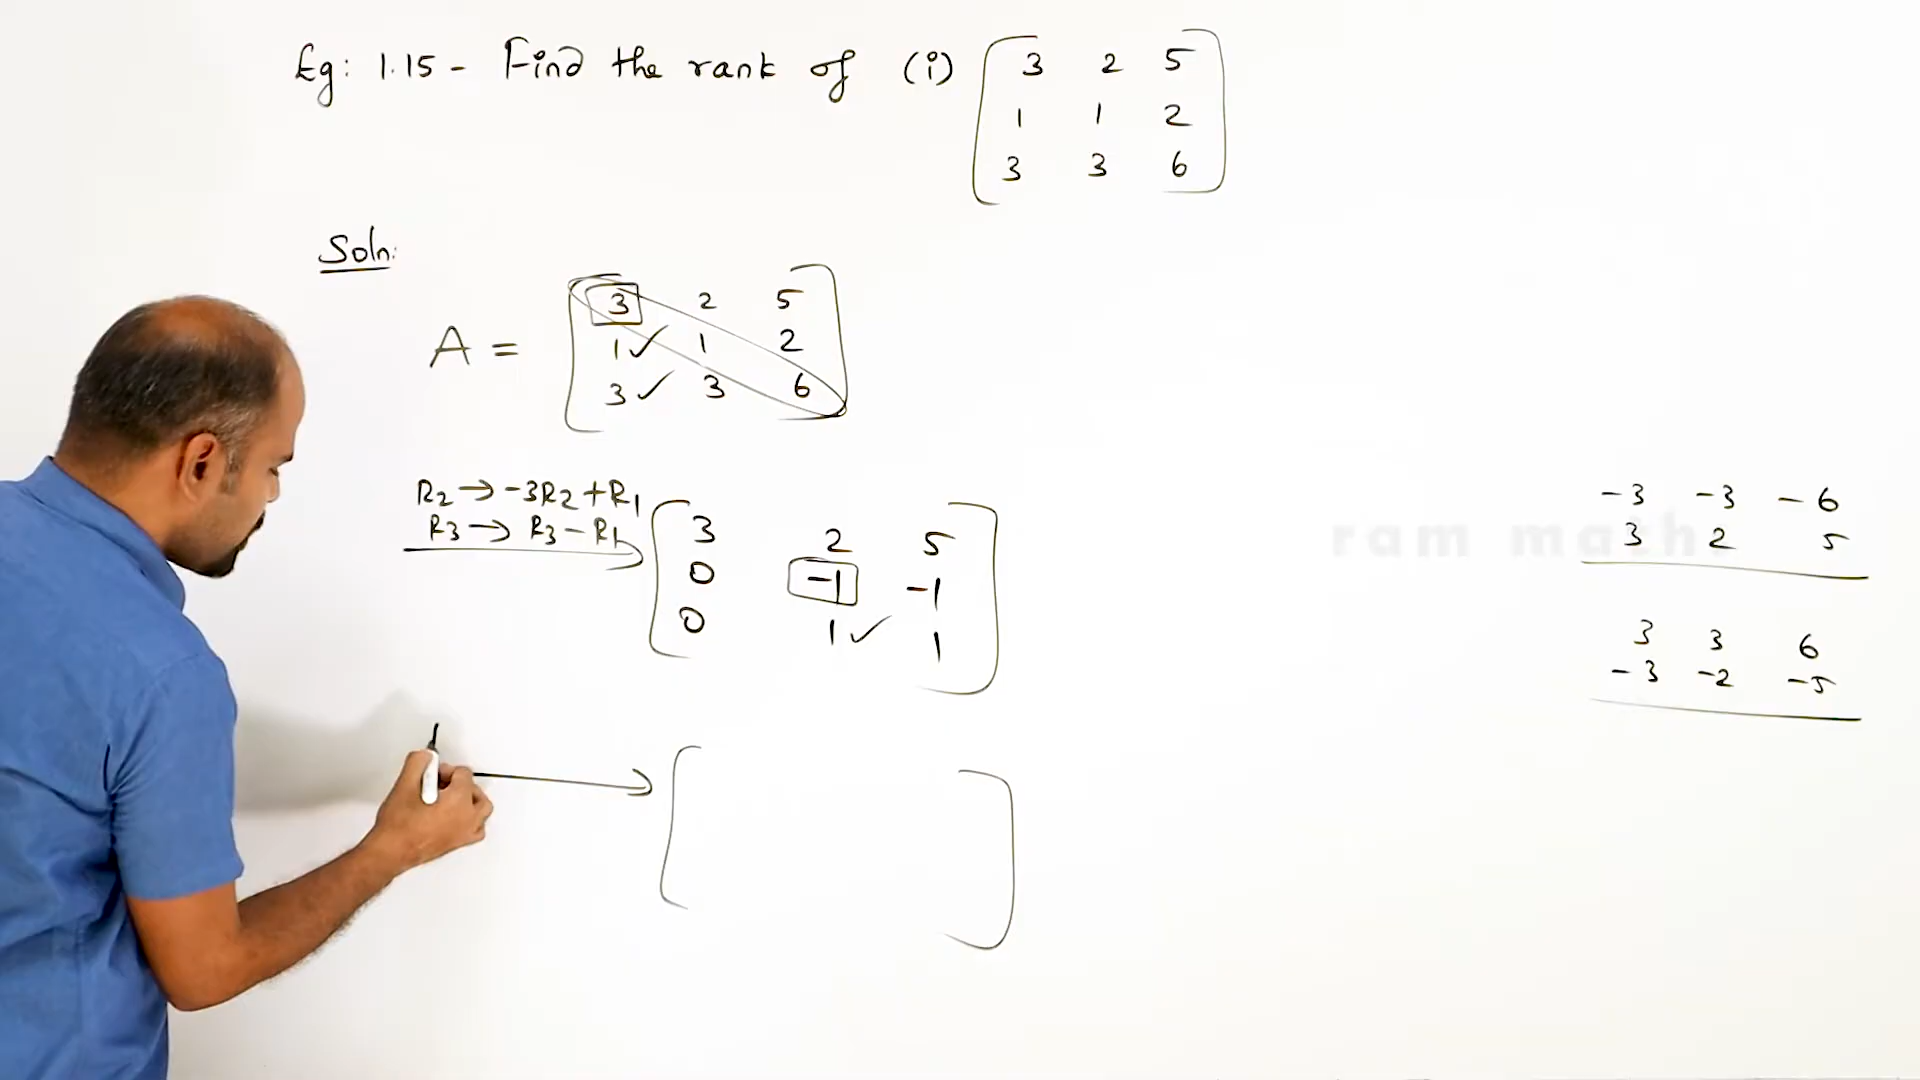 Eg: 1.15 - Find the rank of (i)
3 2 5
1 1 2
3 3 6
Soln:
A =
3 2 5
1✓ 1 2
3✓ 3 6
R2 → -3R2 + R1
R3 → R3 - R1
3 2 5
0 -1 -1
0 1✓ 1
-3 -3 -6
3 2 5
3 3 6
-3 -2 -5
ram maths